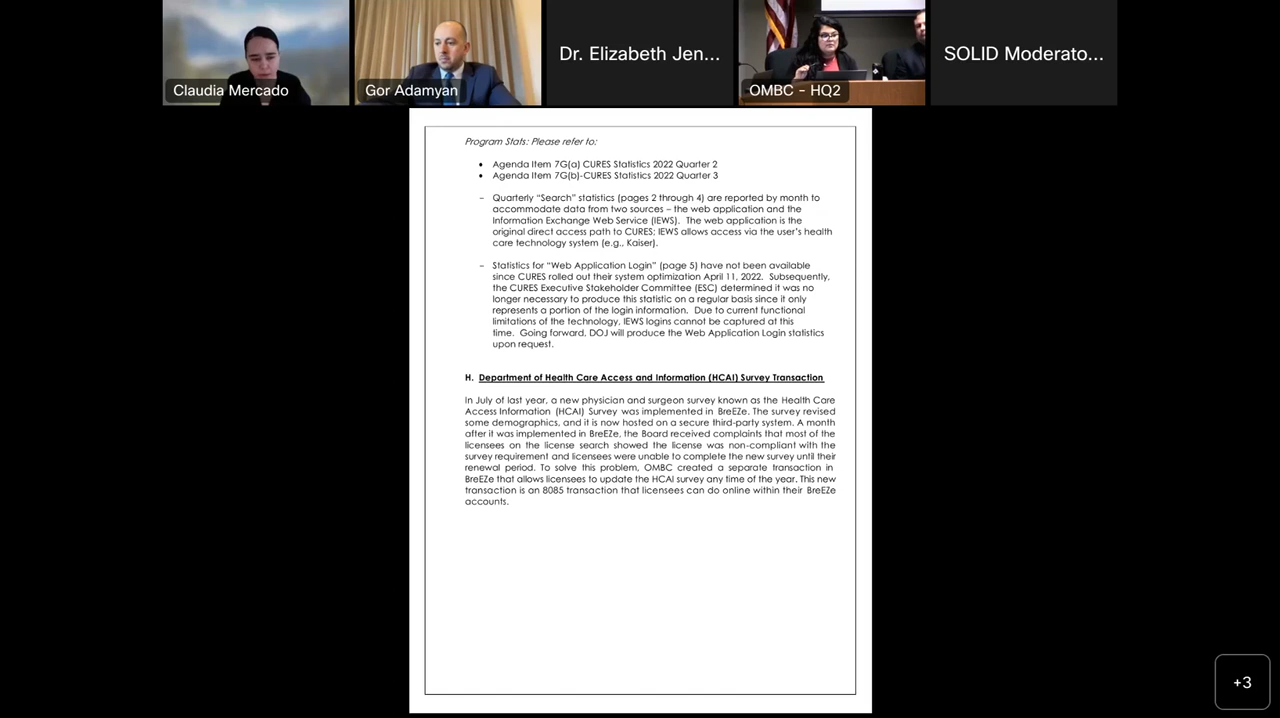 Claudia Mercado
Gor Adamyan
Dr. Elizabeth Jen...
OMBC - HQ2
SOLID Moderato...
Program Stats: Please refer to:
• Agenda Item 7G(a) CURES Statistics 2022 Quarter 2
• Agenda Item 7G(b)-CURES Statistics 2022 Quarter 3
– Quarterly “Search” statistics (pages 2 through 4) are reported by month to
accommodate data from two sources – the web application and the
Information Exchange Web Service (IEWS). The web application is the
original direct access path to CURES; IEWS allows access via the user’s health
care technology system (e.g., Kaiser).
– Statistics for “Web Application Login” (page 5) have not been available
since CURES rolled out their system optimization April 11, 2022. Subsequently,
the CURES Executive Stakeholder Committee (ESC) determined it was no
longer necessary to produce this statistic on a regular basis since it only
represents a portion of the login information. Due to current functional
limitations of the technology, IEWS logins cannot be captured at this
time. Going forward, DOJ will produce the Web Application Login statistics
upon request.
H. Department of Health Care Access and Information (HCAI) Survey Transaction
In July of last year, a new physician and surgeon survey known as the Health Care
Access Information (HCAI) Survey was implemented in BreEZe. The survey revised
some demographics, and it is now hosted on a secure third-party system. A month
after it was implemented in BreEZe, the Board received complaints that most of the
licensees on the license search showed the license was non-compliant with the
survey requirement and licensees were unable to complete the new survey until their
renewal period. To solve this problem, OMBC created a separate transaction in
BreEZe that allows licensees to update the HCAI survey any time of the year. This new
transaction is an 8085 transaction that licensees can do online within their BreEZe
accounts.
+3